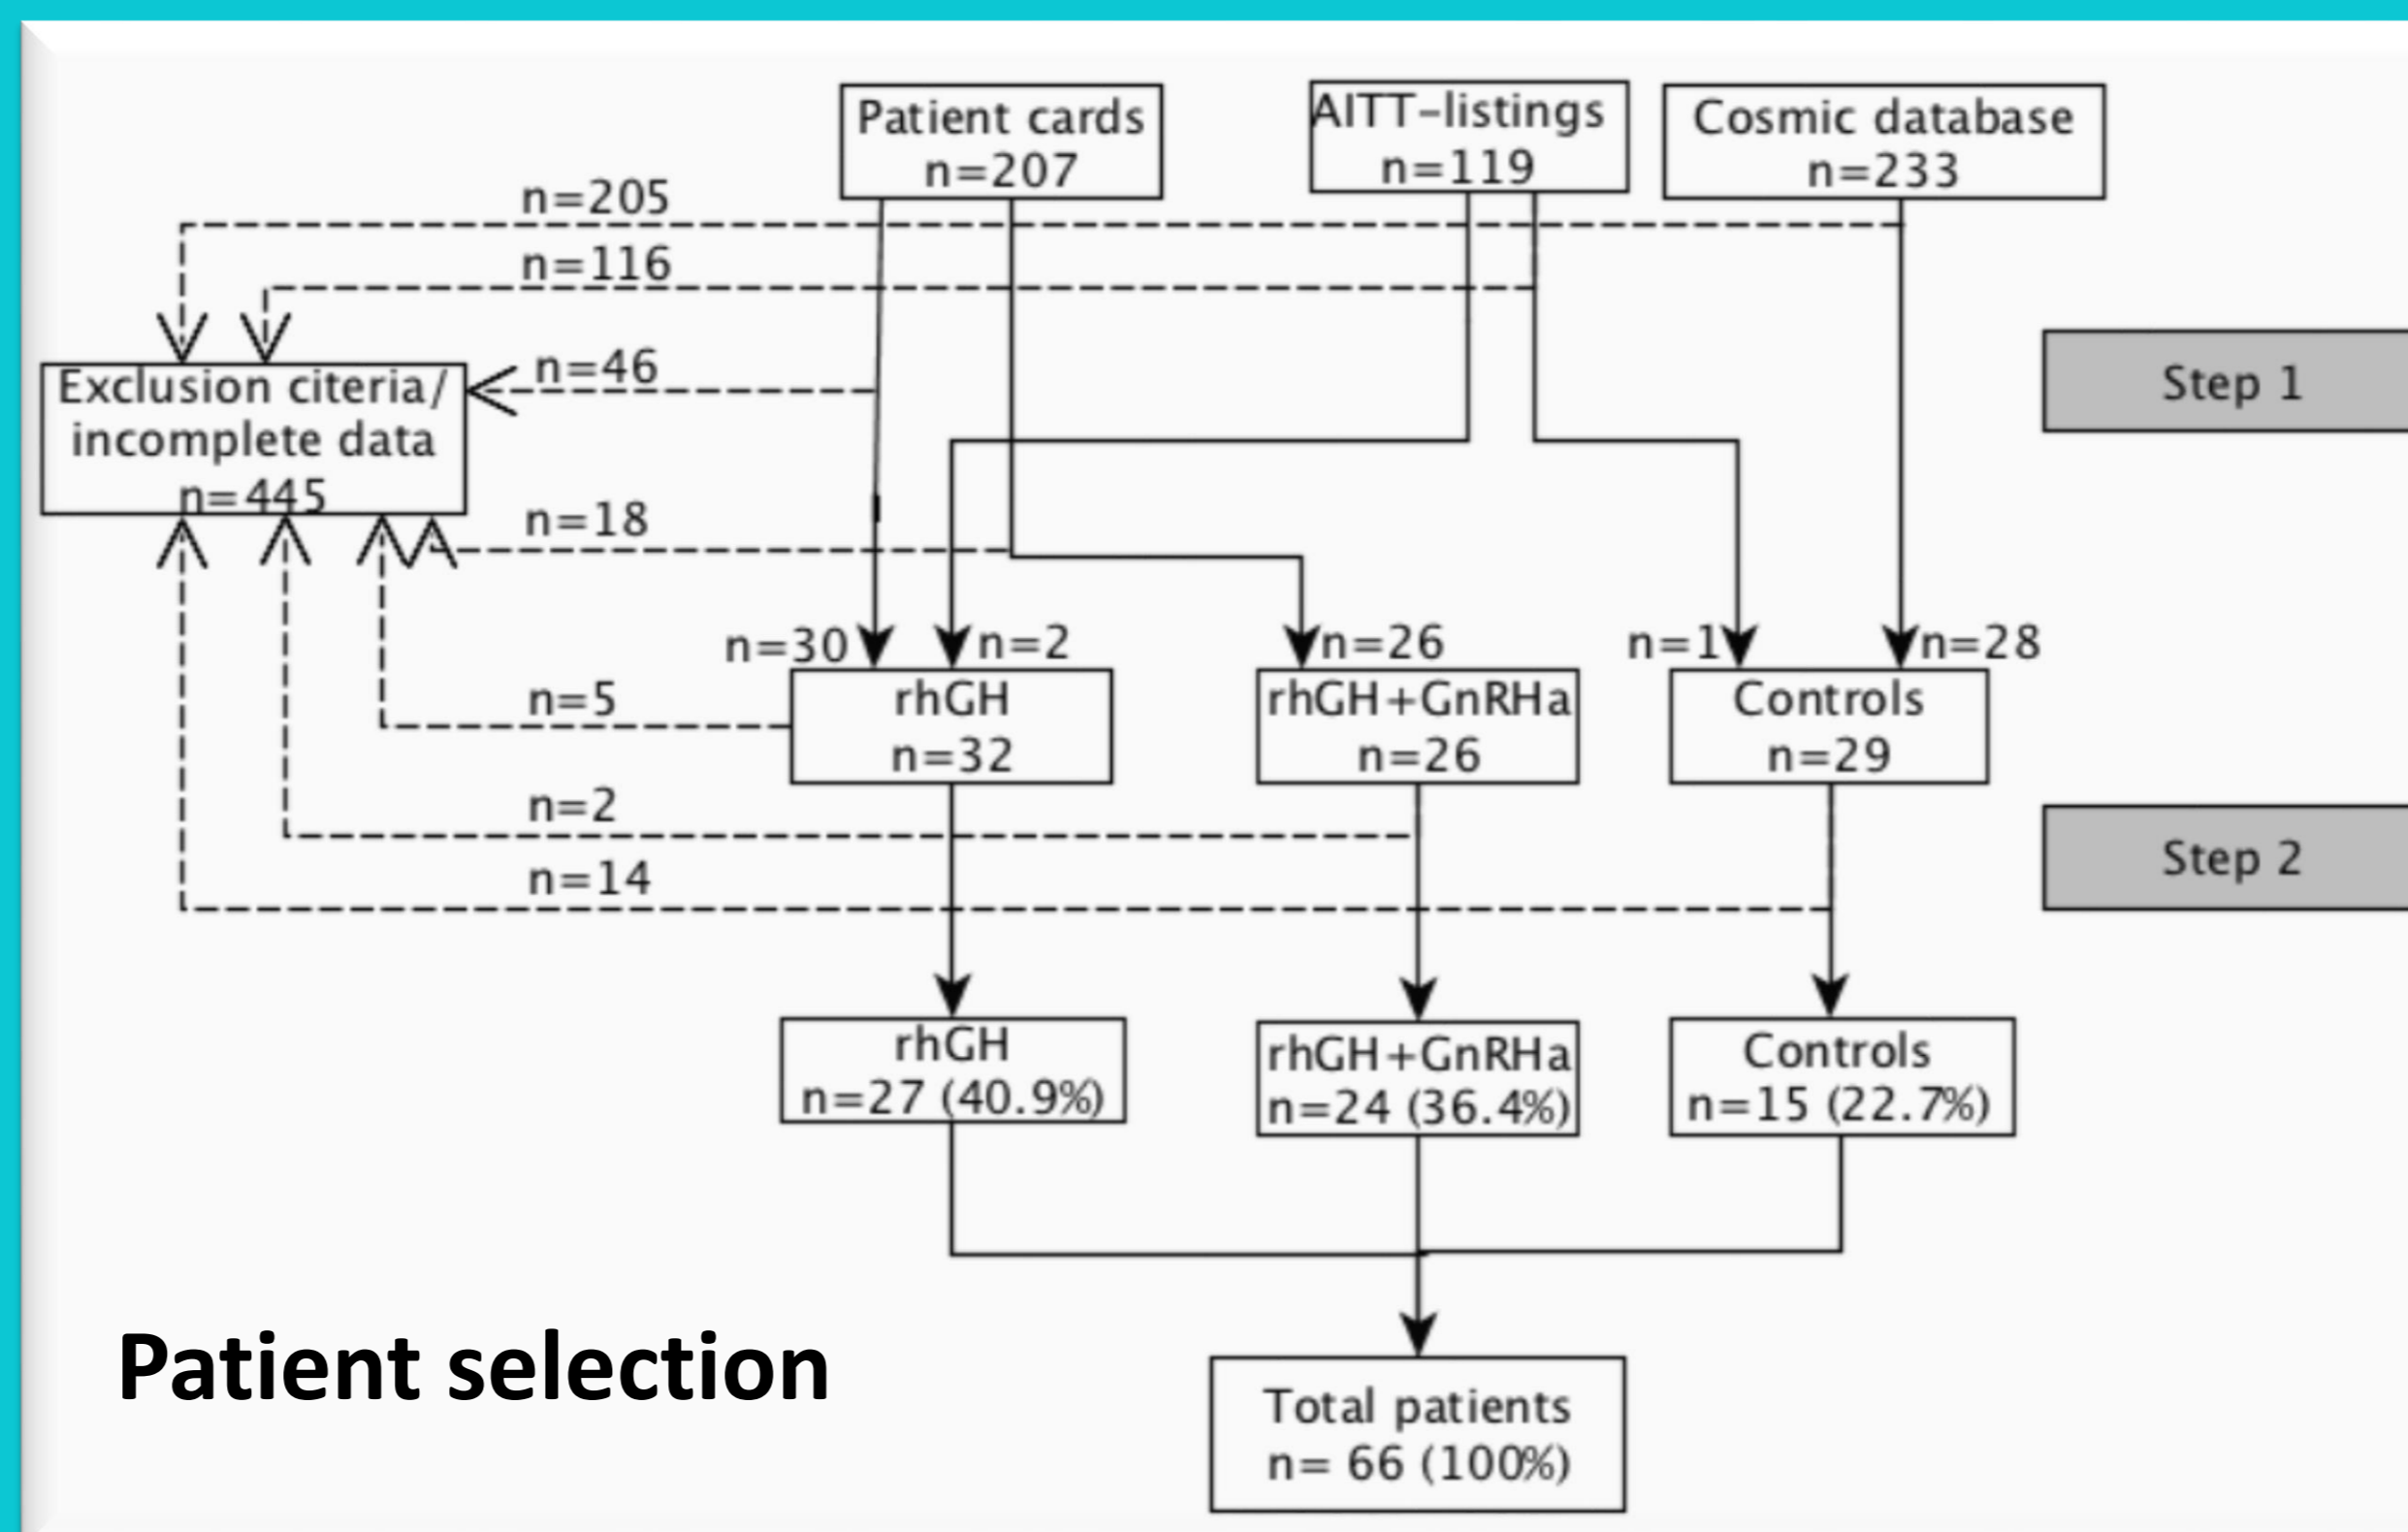 Patient cards
n=207
AITT-listings
n=119
Cosmic database
n=233
n=205
n=116
n=46
Exclusion citeria/
incomplete data
n=445
Step 1
n=18
n=30
n=2
n=26
n=1
n=28
rhGH
n=32
rhGH+GnRHa
n=26
Controls
n=29
n=5
n=2
n=14
Step 2
rhGH
n=27 (40.9%)
rhGH+GnRHa
n=24 (36.4%)
Controls
n=15 (22.7%)
Patient selection
Total patients
n= 66 (100%)